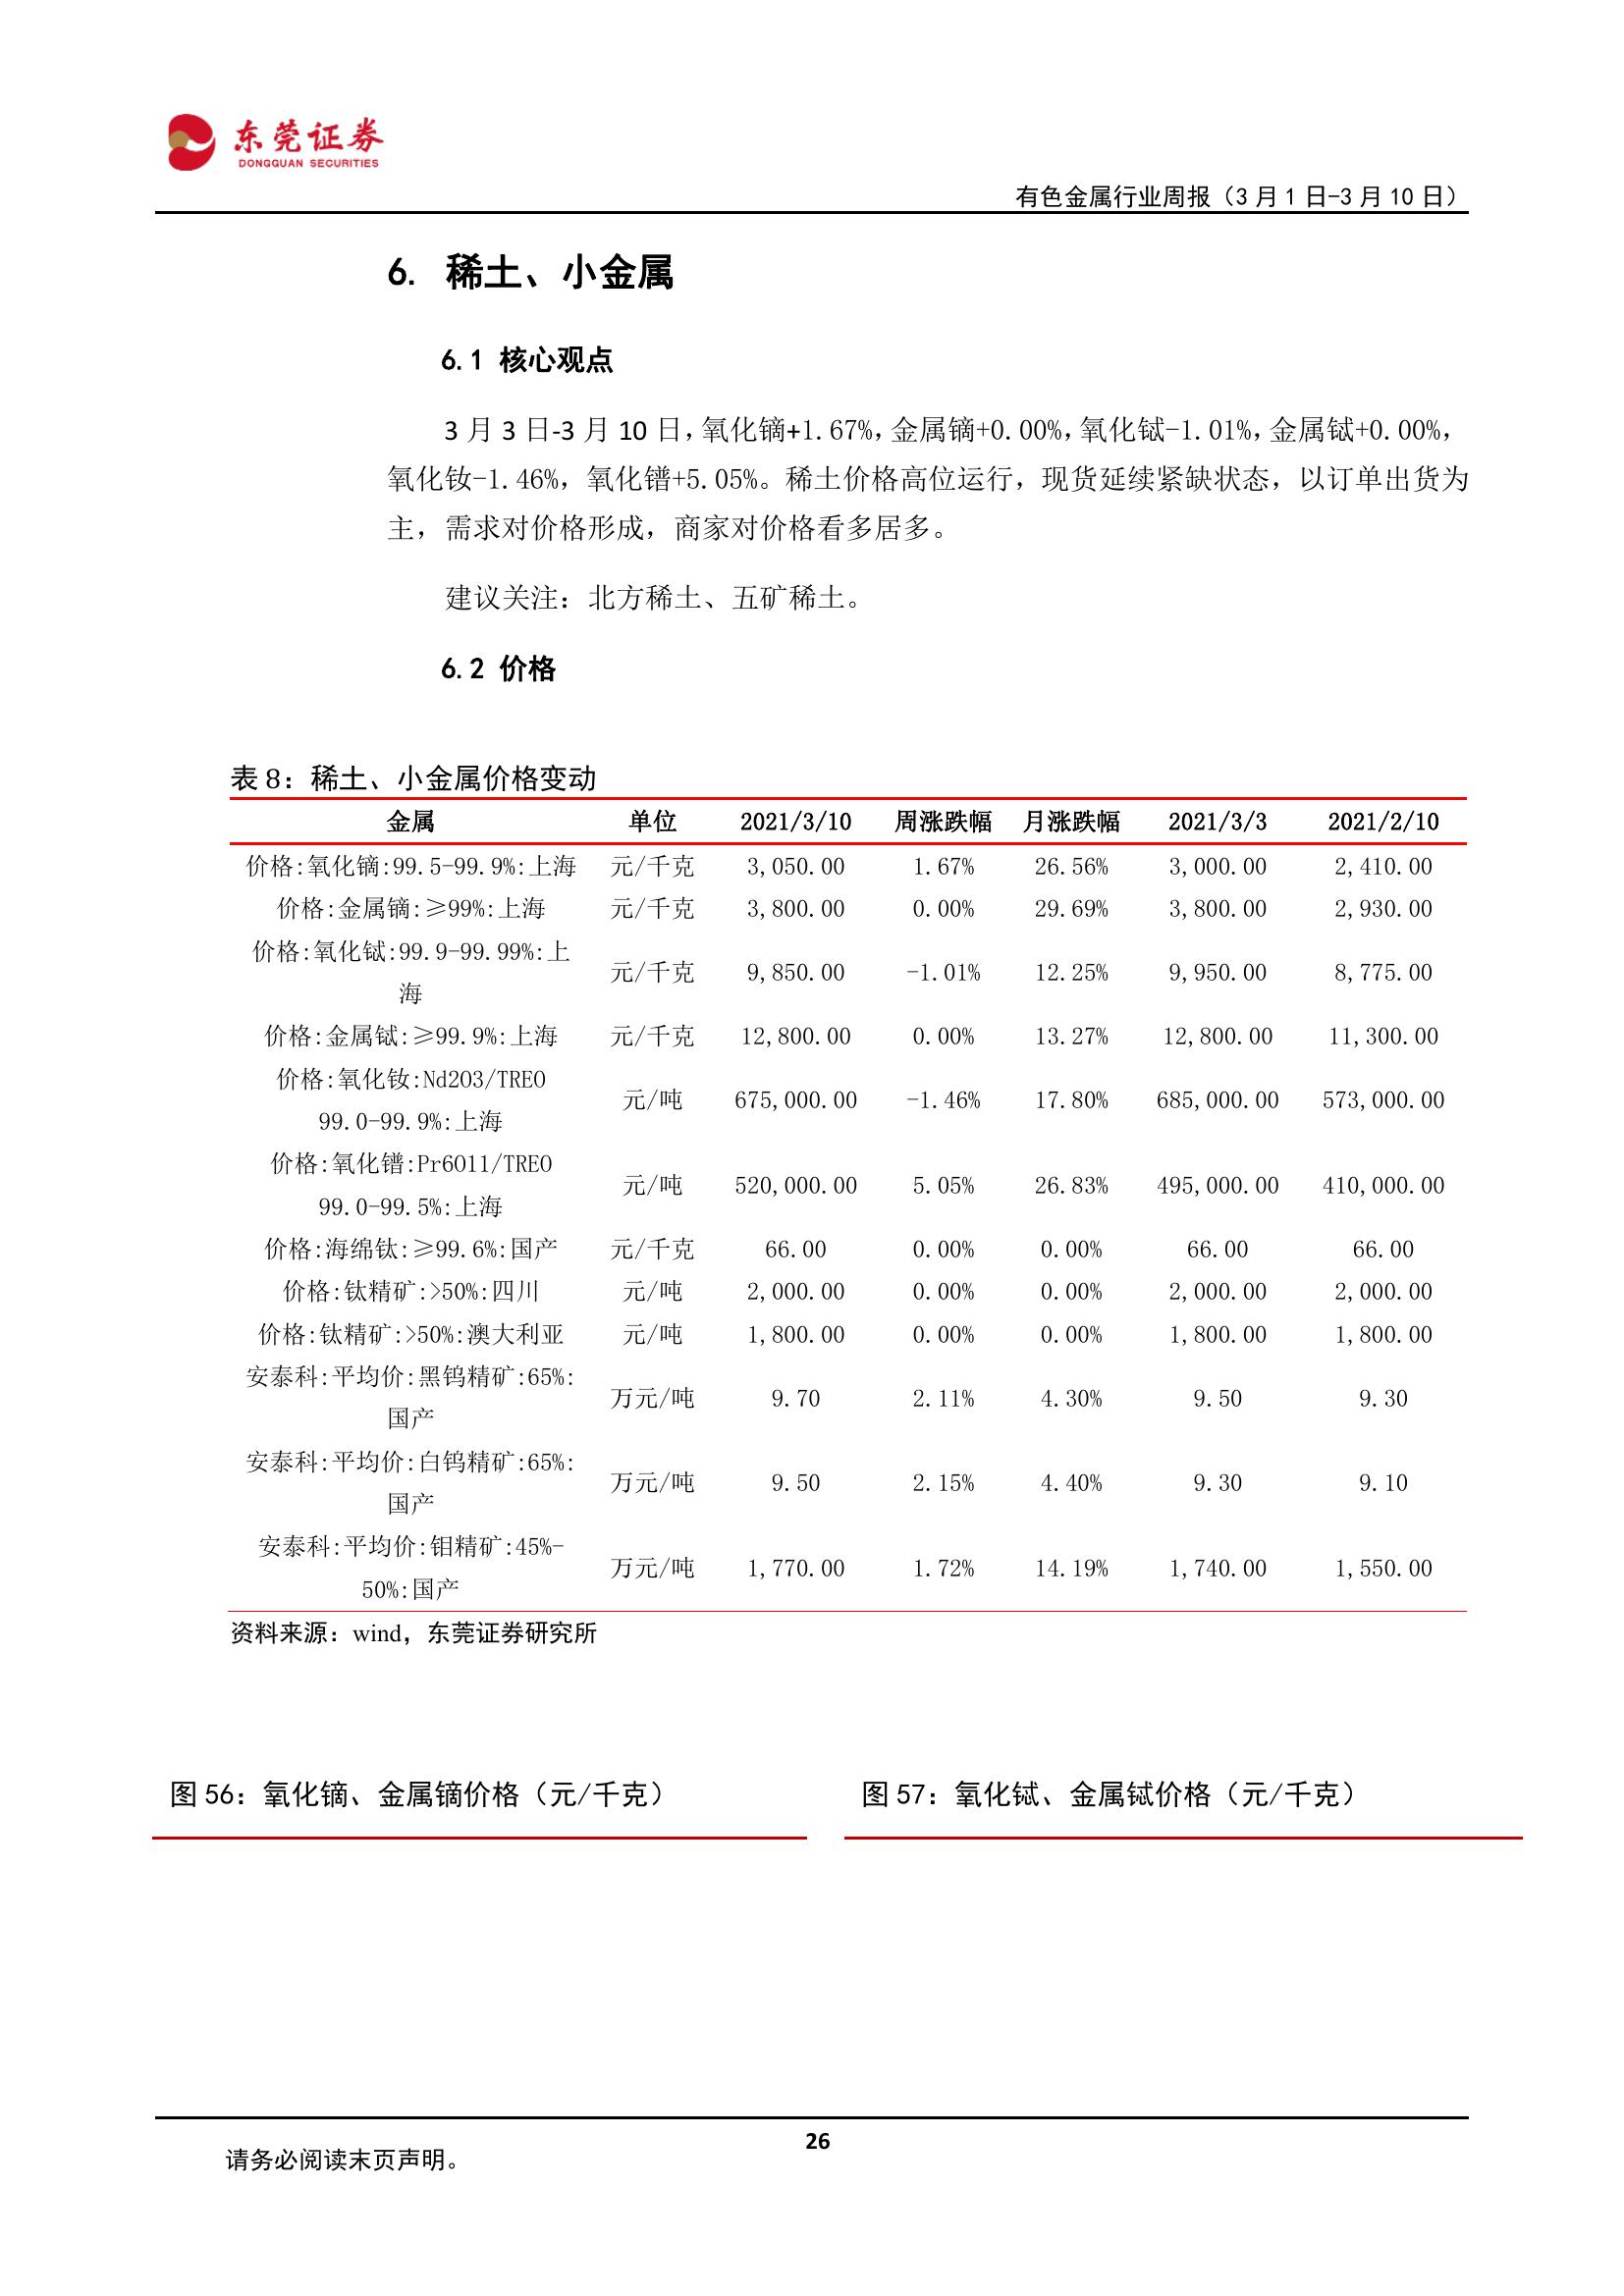 东莞证券
DONGGUAN SECURITIES
有色金属行业周报（3 月 1 日-3 月 10 日）
6. 稀土、小金属
6.1 核心观点
3 月 3 日-3 月 10 日，氧化镝+1.67%，金属镝+0.00%，氧化铽-1.01%，金属铽+0.00%，
氧化钕-1.46%，氧化镨+5.05%。稀土价格高位运行，现货延续紧缺状态，以订单出货为
主，需求对价格形成，商家对价格看多居多。
建议关注：北方稀土、五矿稀土。
6.2 价格
表 8：稀土、小金属价格变动
金属 单位 2021/3/10 周涨跌幅 月涨跌幅 2021/3/3 2021/2/10
价格:氧化镝:99.5-99.9%:上海 元/千克 3,050.00 1.67% 26.56% 3,000.00 2,410.00
价格:金属镝:≥99%:上海 元/千克 3,800.00 0.00% 29.69% 3,800.00 2,930.00
价格:氧化铽:99.9-99.99%:上
海 元/千克 9,850.00 -1.01% 12.25% 9,950.00 8,775.00
价格:金属铽:≥99.9%:上海 元/千克 12,800.00 0.00% 13.27% 12,800.00 11,300.00
价格:氧化钕:Nd2O3/TREO
99.0-99.9%:上海 元/吨 675,000.00 -1.46% 17.80% 685,000.00 573,000.00
价格:氧化镨:Pr6O11/TREO
99.0-99.5%:上海 元/吨 520,000.00 5.05% 26.83% 495,000.00 410,000.00
价格:海绵钛:≥99.6%:国产 元/千克 66.00 0.00% 0.00% 66.00 66.00
价格:钛精矿:>50%:四川 元/吨 2,000.00 0.00% 0.00% 2,000.00 2,000.00
价格:钛精矿:>50%:澳大利亚 元/吨 1,800.00 0.00% 0.00% 1,800.00 1,800.00
安泰科:平均价:黑钨精矿:65%:
国产 万元/吨 9.70 2.11% 4.30% 9.50 9.30
安泰科:平均价:白钨精矿:65%:
国产 万元/吨 9.50 2.15% 4.40% 9.30 9.10
安泰科:平均价:钼精矿:45%-
50%:国产 万元/吨 1,770.00 1.72% 14.19% 1,740.00 1,550.00
资料来源：wind，东莞证券研究所
图 56：氧化镝、金属镝价格（元/千克）
图 57：氧化铽、金属铽价格（元/千克）
26
请务必阅读末页声明。